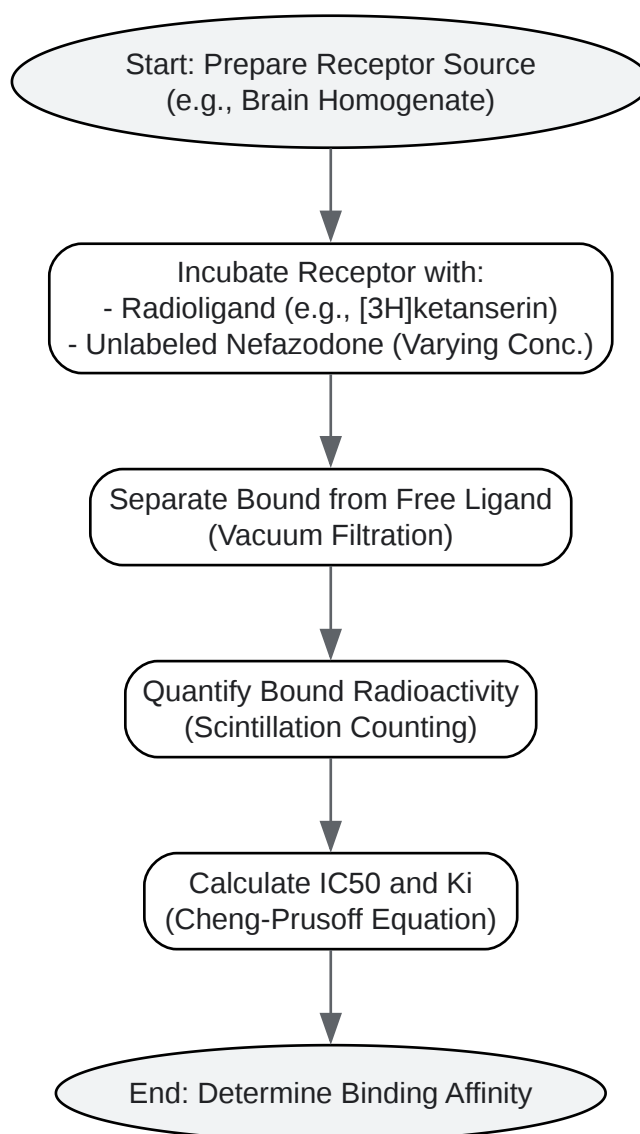 Start: Prepare Receptor Source
(e.g., Brain Homogenate)
Incubate Receptor with:
- Radioligand (e.g., [3H]ketanserin)
- Unlabeled Nefazodone (Varying Conc.)
Separate Bound from Free Ligand
(Vacuum Filtration)
Quantify Bound Radioactivity
(Scintillation Counting)
Calculate IC50 and Ki
(Cheng-Prusoff Equation)
End: Determine Binding Affinity